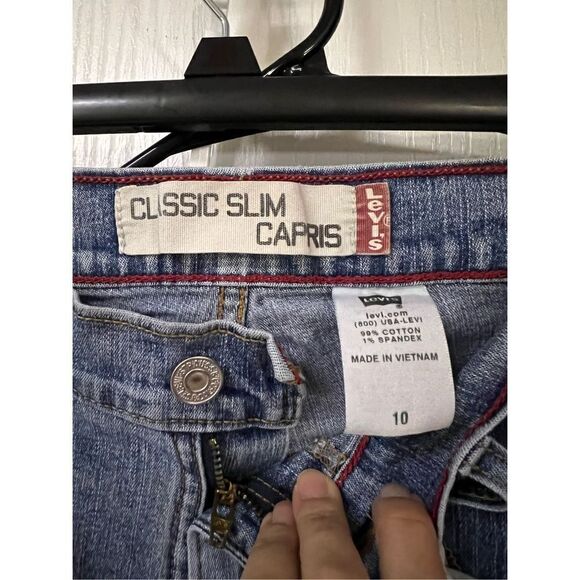 CLASSIC SLIM
CAPRIS
Levi's
LEVI'S
levi.com
(800) USA-LEVI
99% COTTON
1% SPANDEX
MADE IN VIETNAM
10